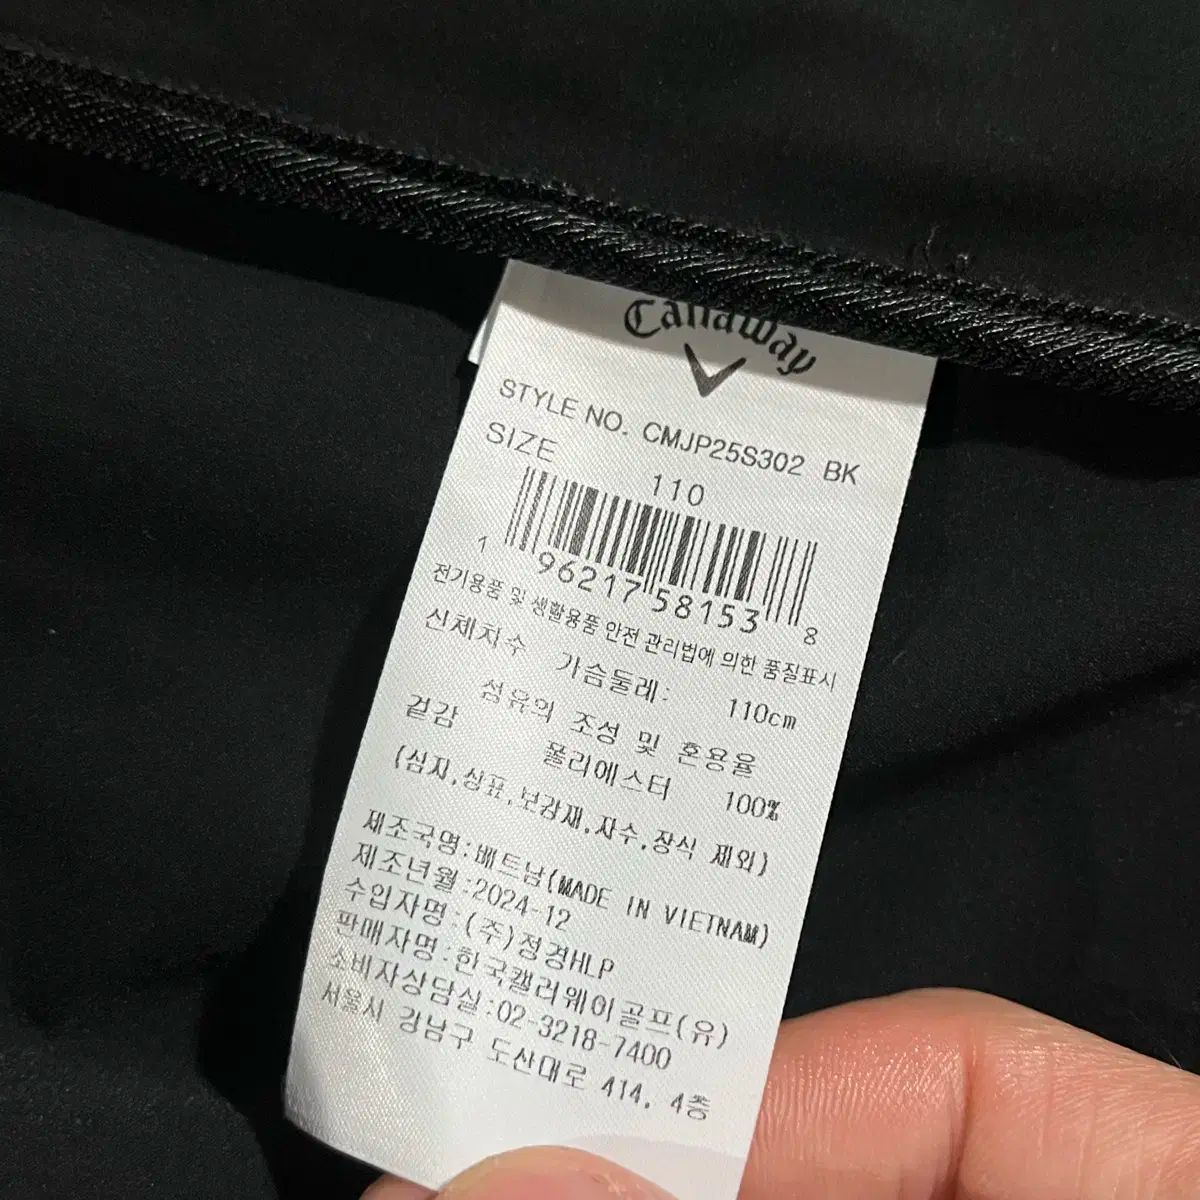 Callaway
STYLE NO. CMJP25S302 BK
SIZE
110
1 96217 58153 8
전기용품 및 생활용품 안전 관리법에 의한 품질표시
신체치수 가슴둘레: 110cm
섬유의 조성 및 혼용율
겉감 폴리에스터 100%
(심지,상표,보강재,자수,장식 제외)
제조국명:베트남(MADE IN VIETNAM)
제조년월:2024-12
수입자명:(주)정경HLP
판매자명:한국캘러웨이골프(유)
소비자상담실:02-3218-7400
서울시 강남구 도산대로 414, 4층